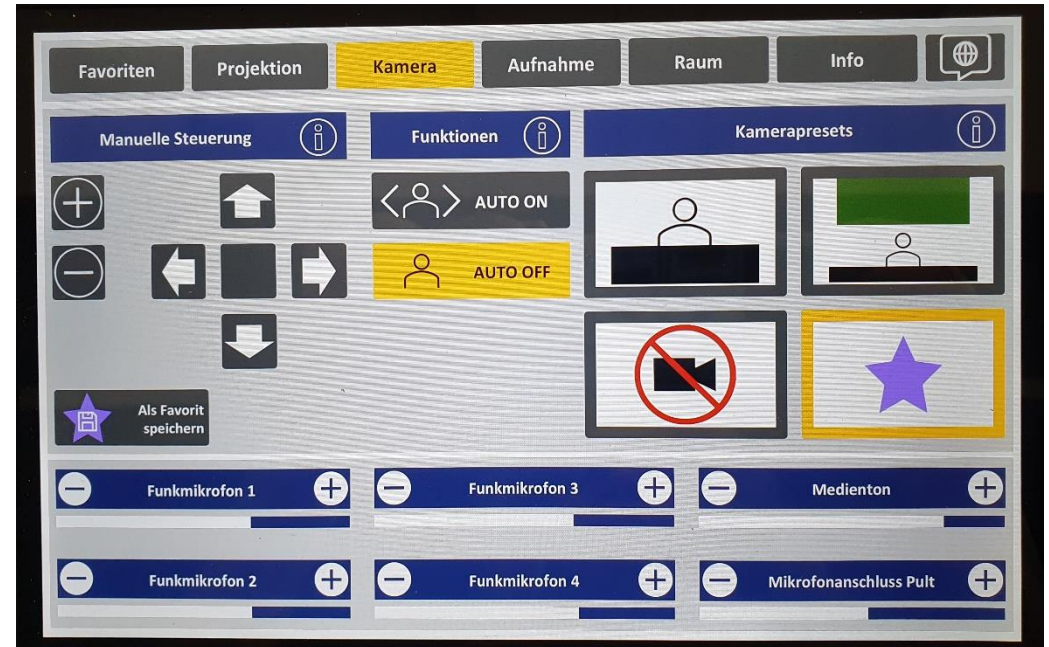 Favoriten
Projektion
Kamera
Aufnahme
Raum
Info
Manuelle Steuerung
Funktionen
Kamerapresets
AUTO ON
AUTO OFF
Als Favorit
speichern
Funkmikrofon 1
Funkmikrofon 3
Medienton
Funkmikrofon 2
Funkmikrofon 4
Mikrofonanschluss Pult